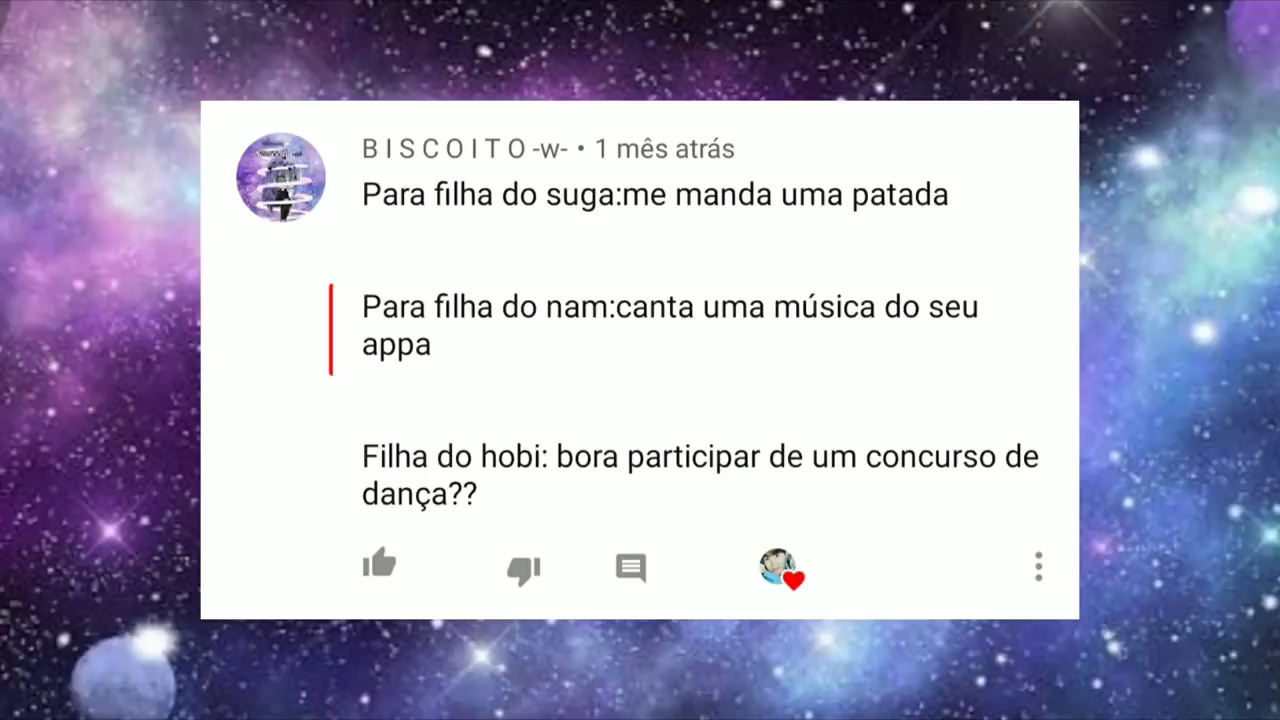 B I S C O I T O -w- • 1 mês atrás
Para filha do suga:me manda uma patada
Para filha do nam:canta uma música do seu
appa
Filha do hobi: bora participar de um concurso de
dança??